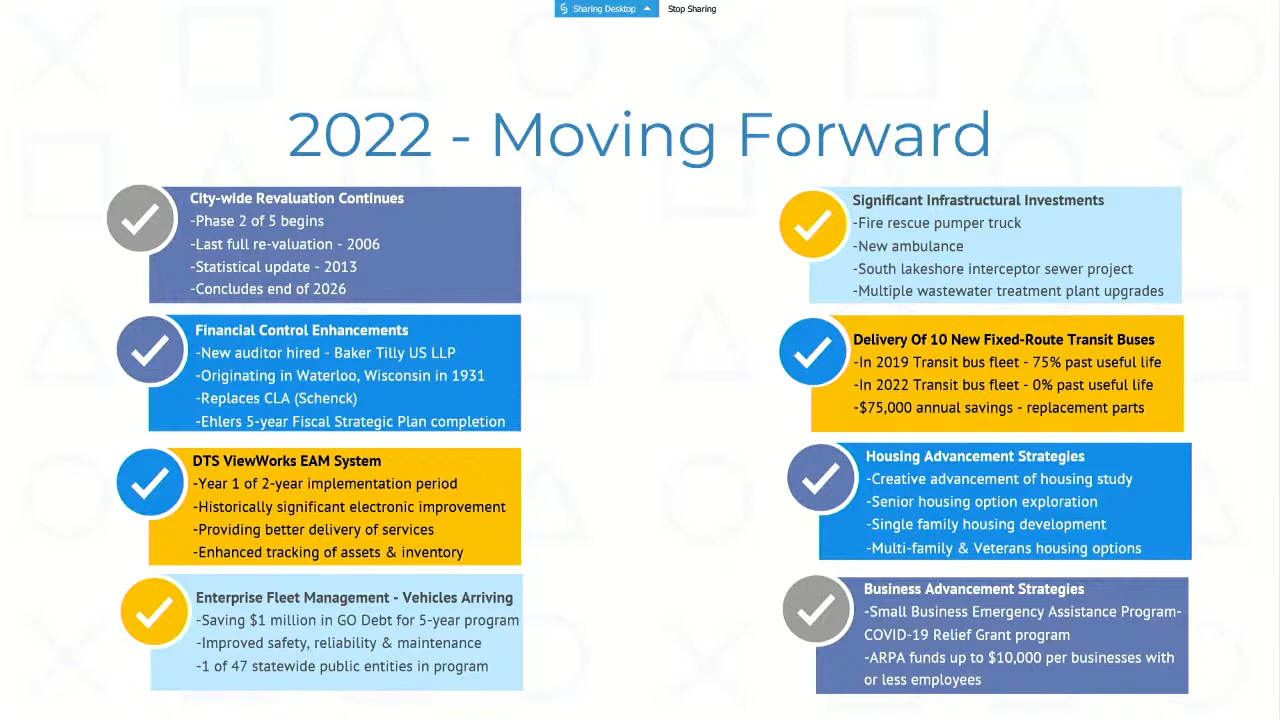 Sharing Desktop Stop Sharing
2022 - Moving Forward
City-wide Revaluation Continues
-Phase 2 of 5 begins
-Last full re-valuation - 2006
-Statistical update - 2013
-Concludes end of 2026
Financial Control Enhancements
-New auditor hired - Baker Tilly US LLP
-Originating in Waterloo, Wisconsin in 1931
-Replaces CLA (Schenck)
-Ehlers 5-year Fiscal Strategic Plan completion
DTS ViewWorks EAM System
-Year 1 of 2-year implementation period
-Historically significant electronic improvement
-Providing better delivery of services
-Enhanced tracking of assets & inventory
Enterprise Fleet Management - Vehicles Arriving
-Saving $1 million in GO Debt for 5-year program
-Improved safety, reliability & maintenance
-1 of 47 statewide public entities in program
Significant Infrastructural Investments
-Fire rescue pumper truck
-New ambulance
-South lakeshore interceptor sewer project
-Multiple wastewater treatment plant upgrades
Delivery Of 10 New Fixed-Route Transit Buses
-In 2019 Transit bus fleet - 75% past useful life
-In 2022 Transit bus fleet - 0% past useful life
-$75,000 annual savings - replacement parts
Housing Advancement Strategies
-Creative advancement of housing study
-Senior housing option exploration
-Single family housing development
-Multi-family & Veterans housing options
Business Advancement Strategies
-Small Business Emergency Assistance Program-
COVID-19 Relief Grant program
-ARPA funds up to $10,000 per businesses with
or less employees